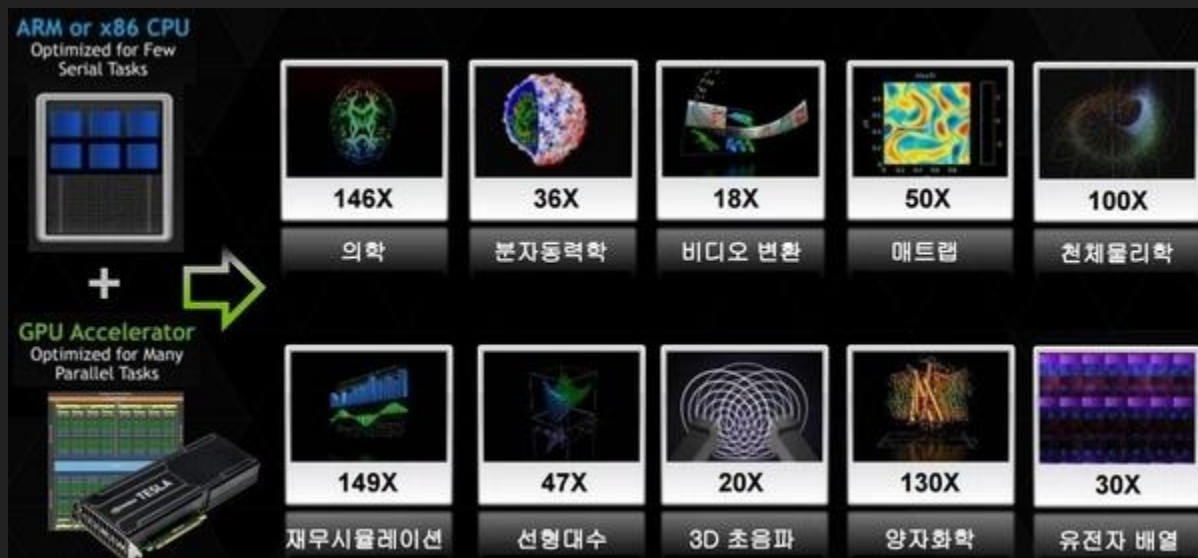 ARM or x86 CPU
Optimized for Few
Serial Tasks
+
GPU Accelerator
Optimized for Many
Parallel Tasks
TESLA
146X
36X
18X
50X
100X
의학
분자동력학
비디오 변환
매트랩
천체물리학
149X
47X
20X
130X
30X
재무시뮬레이션
선형대수
3D 초음파
양자화학
유전자 배열